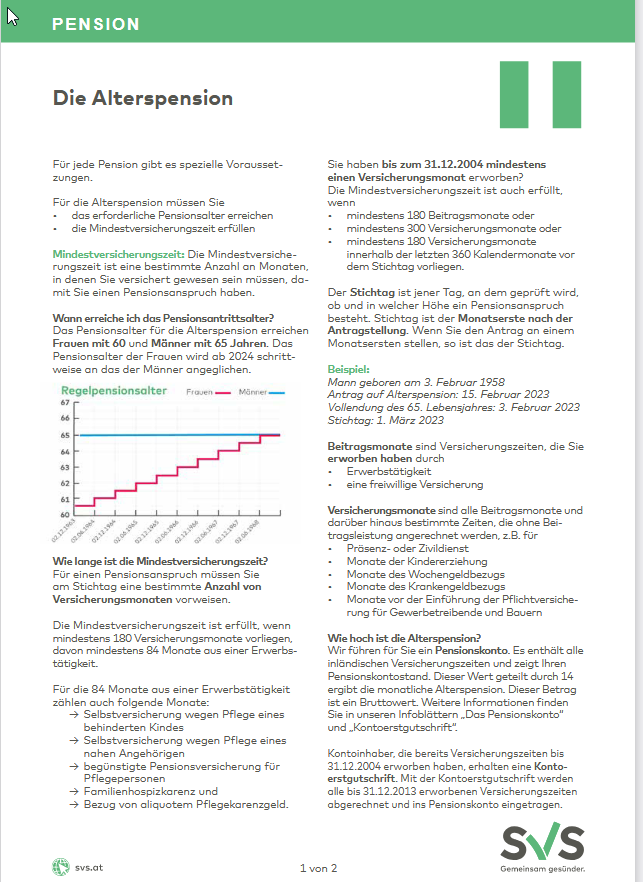 PENSION
Die Alterspension
Für jede Pension gibt es spezielle Vorausset-
zungen.
Für die Alterspension müssen Sie
• das erforderliche Pensionsalter erreichen
• die Mindestversicherungszeit erfüllen
Mindestversicherungszeit: Die Mindestversiche-
rungszeit ist eine bestimmte Anzahl an Monaten,
in denen Sie versichert gewesen sein müssen, da-
mit Sie einen Pensionsanspruch haben.
Wann erreiche ich das Pensionsantrittsalter?
Das Pensionsalter für die Alterspension erreichen
Frauen mit 60 und Männer mit 65 Jahren. Das
Pensionsalter der Frauen wird ab 2024 schritt-
weise an das der Männer angeglichen.
Regelpensionsalter
Frauen
Männer
67
66
65
64
63
62
61
60
02.12.1963
02.06.1964
02.12.1964
02.06.1965
02.12.1965
02.06.1966
02.12.1966
02.06.1967
02.12.1967
02.06.1968
Wie lange ist die Mindestversicherungszeit?
Für einen Pensionsanspruch müssen Sie
am Stichtag eine bestimmte Anzahl von
Versicherungsmonaten vorweisen.
Die Mindestversicherungszeit ist erfüllt, wenn
mindestens 180 Versicherungsmonate vorliegen,
davon mindestens 84 Monate aus einer Erwerbs-
tätigkeit.
Für die 84 Monate aus einer Erwerbstätigkeit
zählen auch folgende Monate:
→ Selbstversicherung wegen Pflege eines
behinderten Kindes
→ Selbstversicherung wegen Pflege eines
nahen Angehörigen
→ begünstigte Pensionsversicherung für
Pflegepersonen
→ Familienhospizkarenz und
→ Bezug von aliquotem Pflegekarenzgeld.
Sie haben bis zum 31.12.2004 mindestens
einen Versicherungsmonat erworben?
Die Mindestversicherungszeit ist auch erfüllt,
wenn
• mindestens 180 Beitragsmonate oder
• mindestens 300 Versicherungsmonate oder
• mindestens 180 Versicherungsmonate
innerhalb der letzten 360 Kalendermonate vor
dem Stichtag vorliegen.
Der Stichtag ist jener Tag, an dem geprüft wird,
ob und in welcher Höhe ein Pensionsanspruch
besteht. Stichtag ist der Monatserste nach der
Antragstellung. Wenn Sie den Antrag an einem
Monatsersten stellen, so ist das der Stichtag.
Beispiel:
Mann geboren am 3. Februar 1958
Antrag auf Alterspension: 15. Februar 2023
Vollendung des 65. Lebensjahres: 3. Februar 2023
Stichtag: 1. März 2023
Beitragsmonate sind Versicherungszeiten, die Sie
erworben haben durch
• Erwerbstätigkeit
• eine freiwillige Versicherung
Versicherungsmonate sind alle Beitragsmonate und
darüber hinaus bestimmte Zeiten, die ohne Bei-
tragsleistung angerechnet werden, z.B. für
• Präsenz- oder Zivildienst
• Monate der Kindererziehung
• Monate des Wochengeldbezugs
• Monate des Krankengeldbezugs
• Monate vor der Einführung der Pflichtversiche-
rung für Gewerbetreibende und Bauern
Wie hoch ist die Alterspension?
Wir führen für Sie ein Pensionskonto. Es enthält alle
inländischen Versicherungszeiten und zeigt Ihren
Pensionskontostand. Dieser Wert geteilt durch 14
ergibt die monatliche Alterspension. Dieser Betrag
ist ein Bruttowert. Weitere Informationen finden
Sie in unseren Infoblättern „Das Pensionskonto"
und „Kontoerstgutschrift".
Kontoinhaber, die bereits Versicherungszeiten bis
31.12.2004 erworben haben, erhalten eine Konto-
erstgutschrift. Mit der Kontoerstgutschrift werden
alle bis 31.12.2013 erworbenen Versicherungszeiten
abgerechnet und ins Pensionskonto eingetragen.
svs.at
1 von 2
SVS
Gemeinsam gesünder.